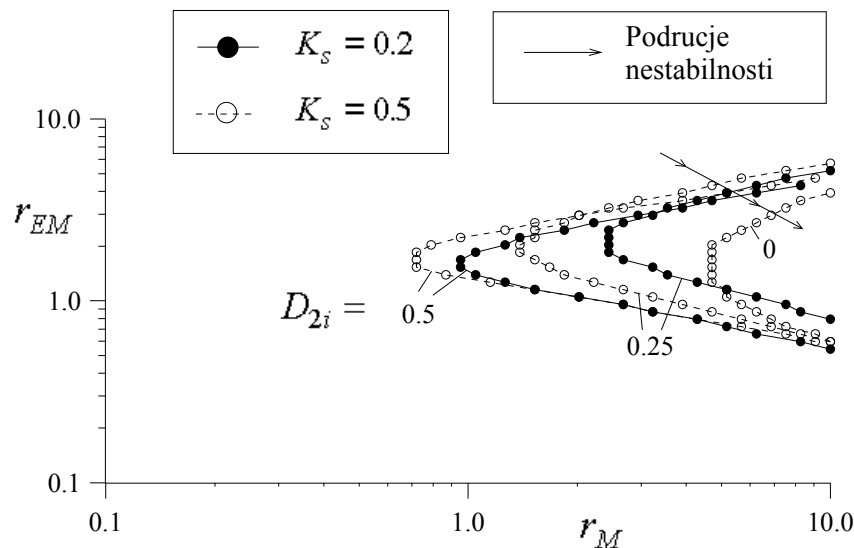 K_s = 0.2
K_s = 0.5
Podrucje
nestabilnosti
10.0
r_EM
1.0
0.1
D_2i =
0.5
0.25
0
0.1
1.0
10.0
r_M